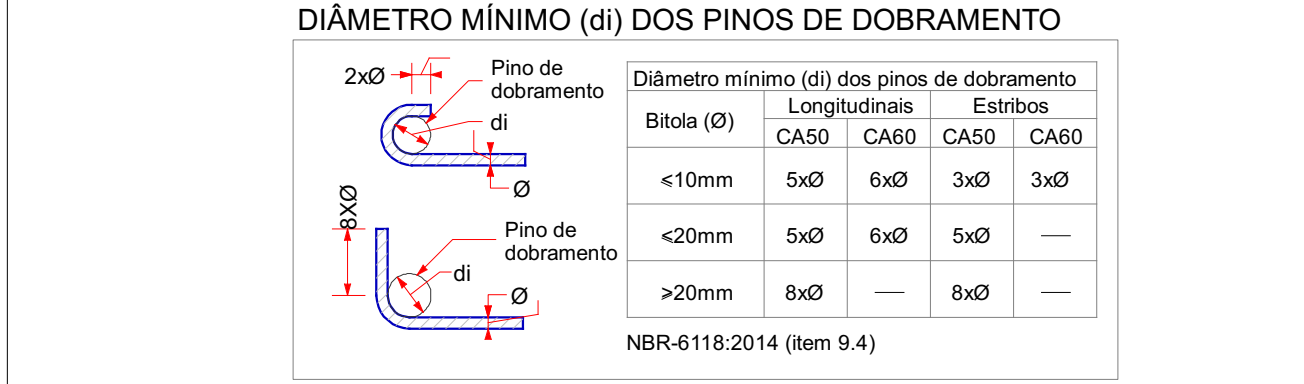 DIÂMETRO MÍNIMO (di) DOS PINOS DE DOBRAMENTO
2xØ
Pino de
dobramento
di
Ø
8XØ
Pino de
dobramento
di
Ø
Diâmetro mínimo (di) dos pinos de dobramento
Bitola (Ø) Longitudinais Estribos
CA50 CA60 CA50 CA60
⩽10mm 5xØ 6xØ 3xØ 3xØ
⩽20mm 5xØ 6xØ 5xØ —
⩾20mm 8xØ — 8xØ —
NBR-6118:2014 (item 9.4)